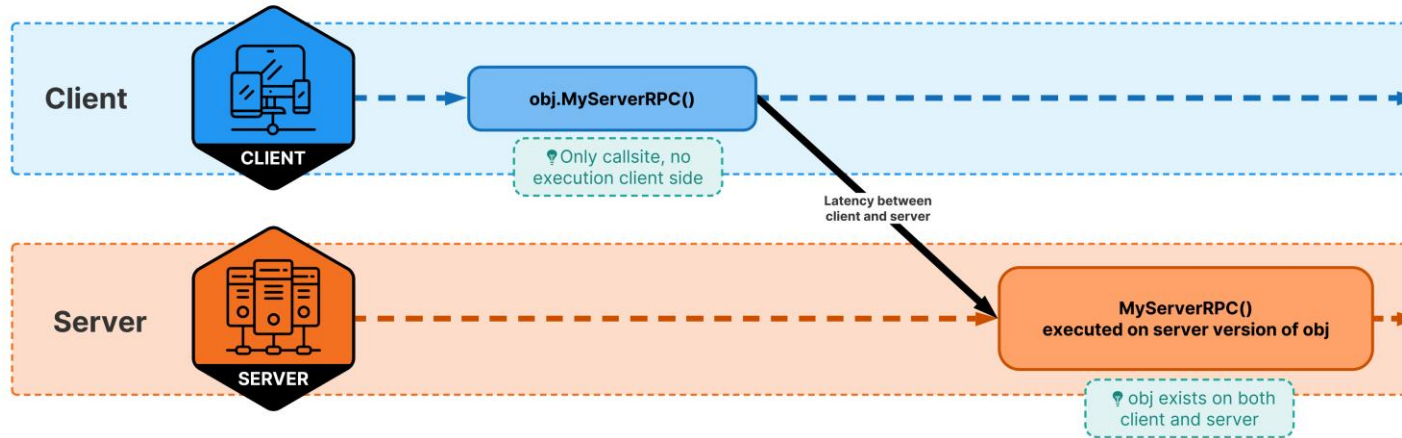 Client
CLIENT
obj.MyServerRPC()
Only callsite, no
execution client side
Latency between
client and server
Server
SERVER
MyServerRPC()
executed on server version of obj
obj exists on both
client and server